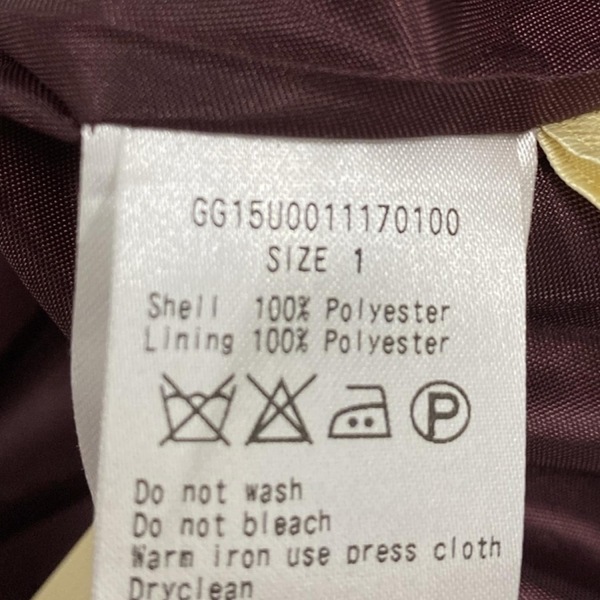 GG15U0011170100
SIZE 1
Shell 100% Polyester
Lining 100% Polyester
P
Do not wash
Do not bleach
Warm iron use press cloth
Dryclean